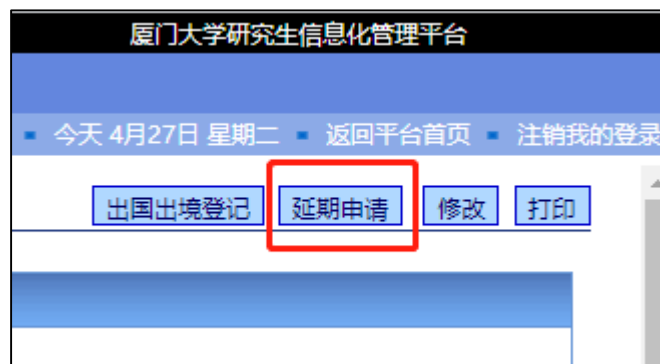 厦门大学研究生信息化管理平台
今天 4月27日 星期二 返回平台首页 注销我的登录
出国出境登记 延期申请 修改 打印